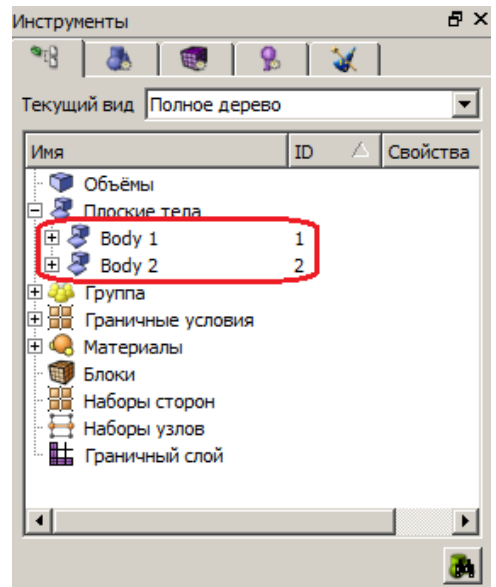 Инструменты
Текущий вид Полное дерево
Имя ID Свойства
Объёмы
Плоские тела
Body 1 1
Body 2 2
Группа
Граничные условия
Материалы
Блоки
Наборы сторон
Наборы узлов
Граничный слой